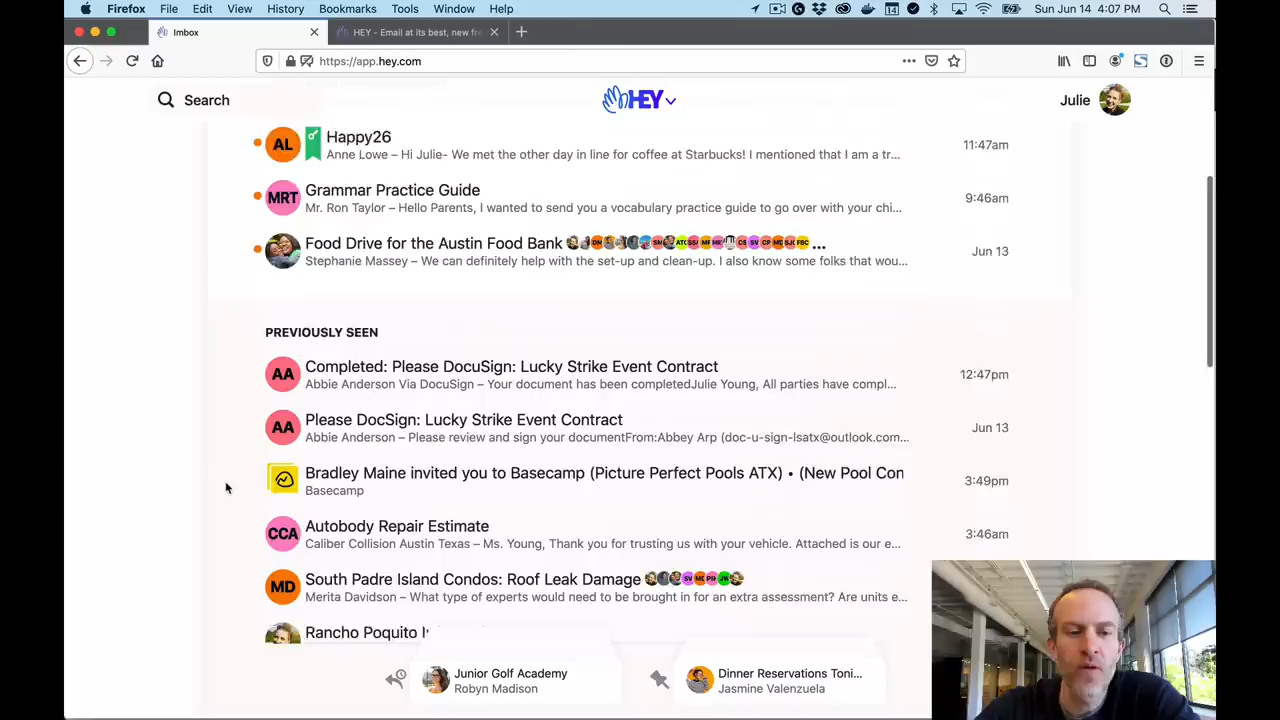 Firefox File Edit View History Bookmarks Tools Window Help
14
Sun Jun 14 4:07 PM
Imbox
HEY - Email at its best, new fr
https://app.hey.com
Search
HEY
Julie
AL
Happy26
Anne Lowe – Hi Julie- We met the other day in line for coffee at Starbucks! I mentioned that I am a tr...
11:47am
MRT
Grammar Practice Guide
Mr. Ron Taylor – Hello Parents, I wanted to send you a vocabulary practice guide to go over with your chi...
9:46am
Food Drive for the Austin Food Bank ...
Stephanie Massey – We can definitely help with the set-up and clean-up. I also know some folks that wou...
Jun 13
PREVIOUSLY SEEN
AA
Completed: Please DocuSign: Lucky Strike Event Contract
Abbie Anderson Via DocuSign – Your document has been completedJulie Young, All parties have compl...
12:47pm
AA
Please DocSign: Lucky Strike Event Contract
Abbie Anderson – Please review and sign your documentFrom:Abbey Arp (doc-u-sign-lsatx@outlook.com...
Jun 13
Bradley Maine invited you to Basecamp (Picture Perfect Pools ATX) • (New Pool Con
Basecamp
3:49pm
CCA
Autobody Repair Estimate
Caliber Collision Austin Texas – Ms. Young, Thank you for trusting us with your vehicle. Attached is our e...
3:46am
MD
South Padre Island Condos: Roof Leak Damage
Merita Davidson – What type of experts would need to be brought in for an extra assessment? Are units e...
Rancho Poquito
Junior Golf Academy
Robyn Madison
Dinner Reservations Toni...
Jasmine Valenzuela